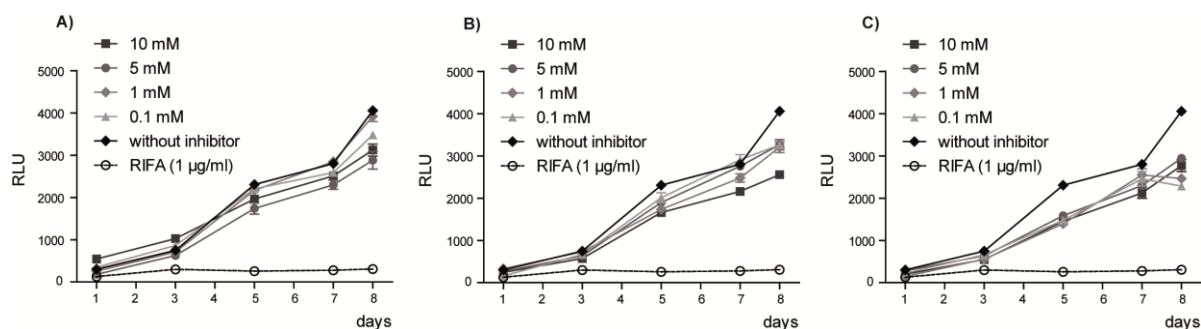 A)
10 mM
5 mM
1 mM
0.1 mM
without inhibitor
RIFA (1 µg/ml)
RLU
5000
4000
3000
2000
1000
0
1 2 3 4 5 6 7 8
days
B)
10 mM
5 mM
1 mM
0.1 mM
without inhibitor
RIFA (1 µg/ml)
RLU
5000
4000
3000
2000
1000
0
1 2 3 4 5 6 7 8
days
C)
10 mM
5 mM
1 mM
0.1 mM
without inhibitor
RIFA (1 µg/ml)
RLU
5000
4000
3000
2000
1000
0
1 2 3 4 5 6 7 8
days